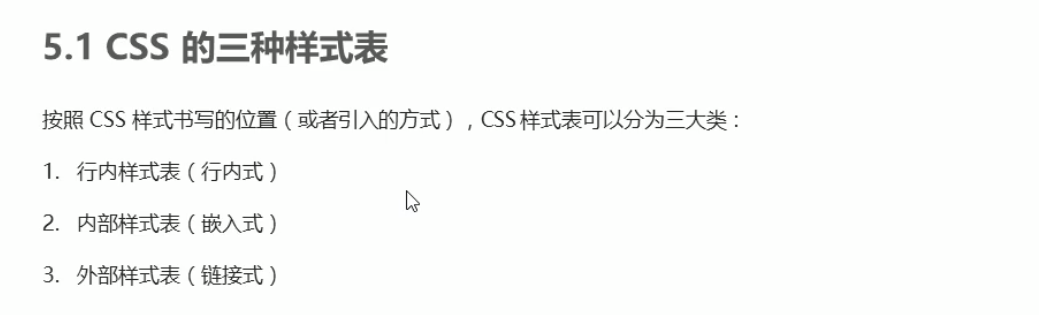 5.1 CSS 的三种样式表
按照 CSS 样式书写的位置（或者引入的方式），CSS样式表可以分为三大类：
1. 行内样式表（行内式）
2. 内部样式表（嵌入式）
3. 外部样式表（链接式）